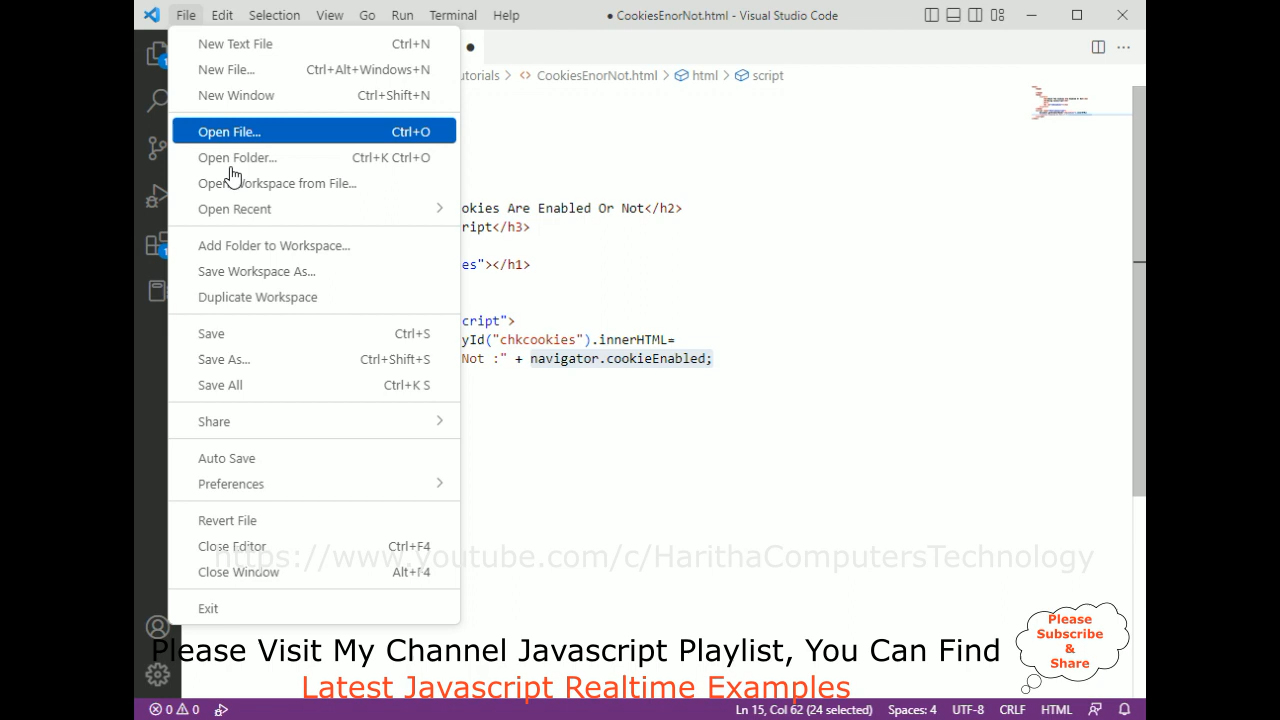 File Edit Selection View Go Run Terminal Help ● CookiesEnorNot.html - Visual Studio Code
New Text File Ctrl+N
New File... Ctrl+Alt+Windows+N
New Window Ctrl+Shift+N
Open File... Ctrl+O
Open Folder... Ctrl+K Ctrl+O
Open Workspace from File...
Open Recent
Add Folder to Workspace...
Save Workspace As...
Duplicate Workspace
Save Ctrl+S
Save As... Ctrl+Shift+S
Save All Ctrl+K S
Share
Auto Save
Preferences
Revert File
Close Editor Ctrl+F4
Close Window Alt+F4
Exit
utorials > <> CookiesEnorNot.html > html > script
okies Are Enabled Or Not</h2>
ript</h3>
es"></h1>
cript">
yId("chkcookies").innerHTML=
Not :" + navigator.cookieEnabled;
https://www.youtube.com/c/HarithaComputersTechnology
Please Visit My Channel Javascript Playlist, You Can Find
Latest Javascript Realtime Examples
Please
Subscribe
&
Share
0 0 Ln 15, Col 62 (24 selected) Spaces: 4 UTF-8 CRLF HTML